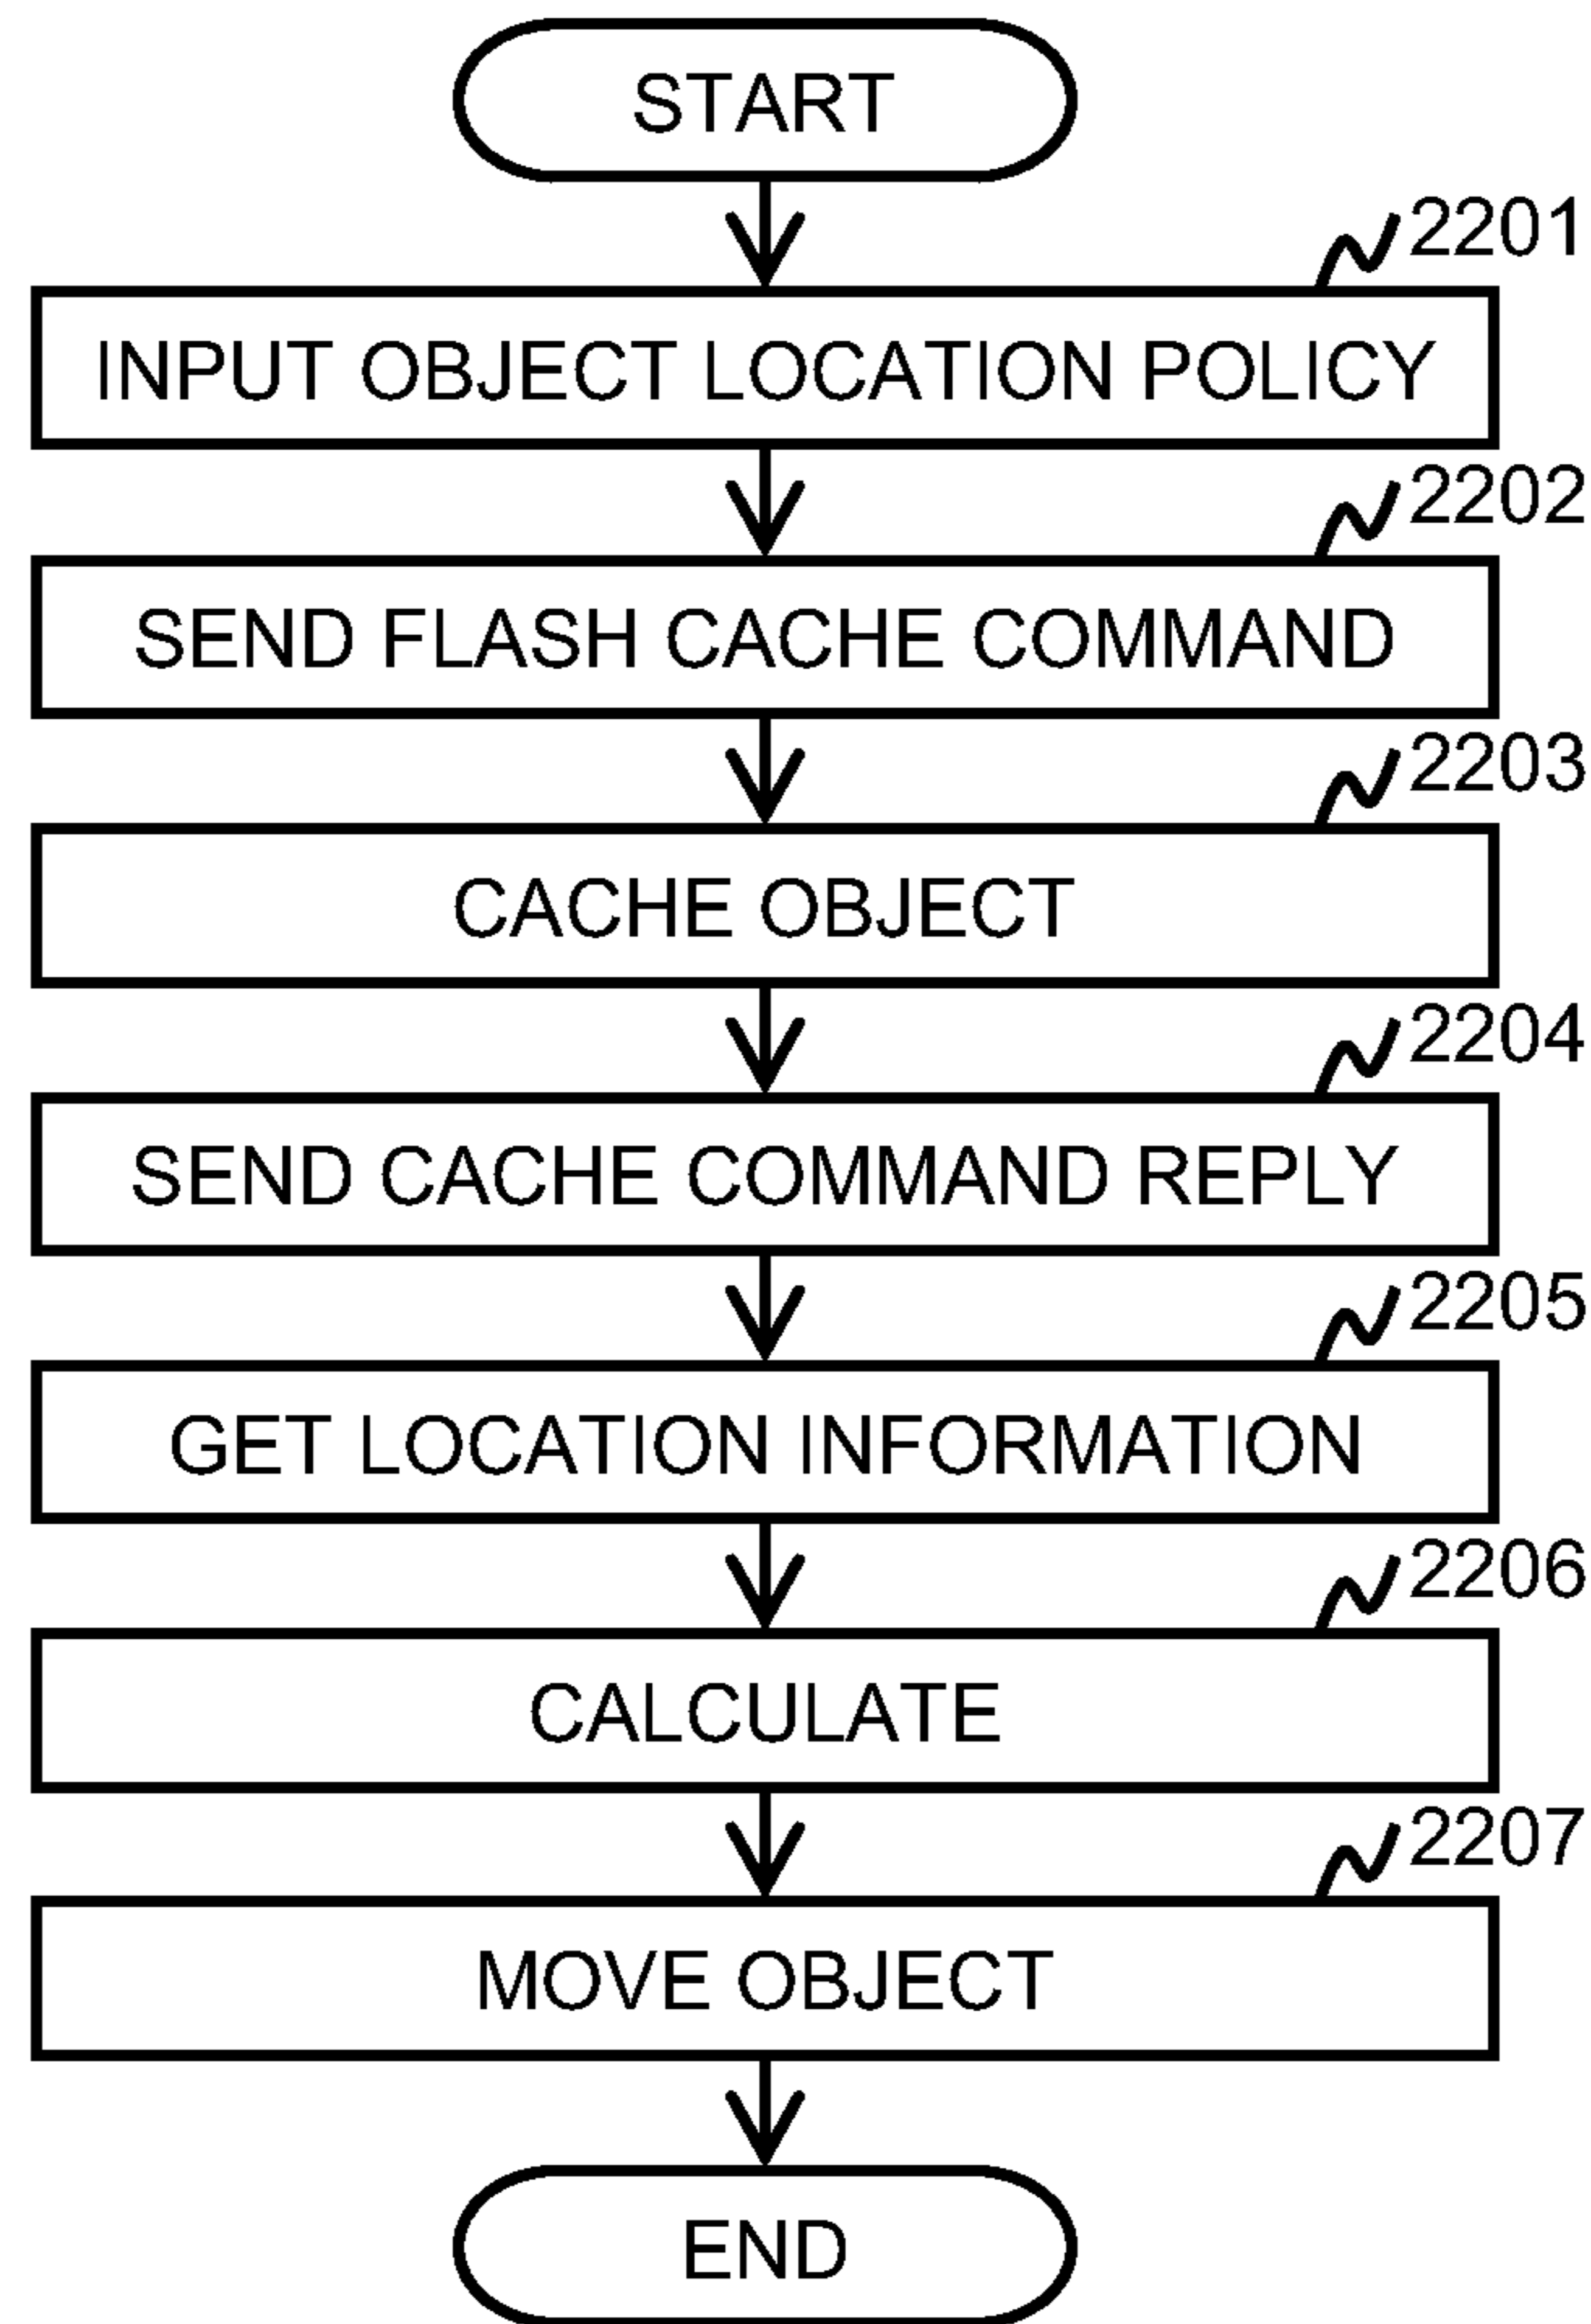 START
2201
INPUT OBJECT LOCATION POLICY
2202
SEND FLASH CACHE COMMAND
2203
CACHE OBJECT
2204
SEND CACHE COMMAND REPLY
2205
GET LOCATION INFORMATION
2206
CALCULATE
2207
MOVE OBJECT
END